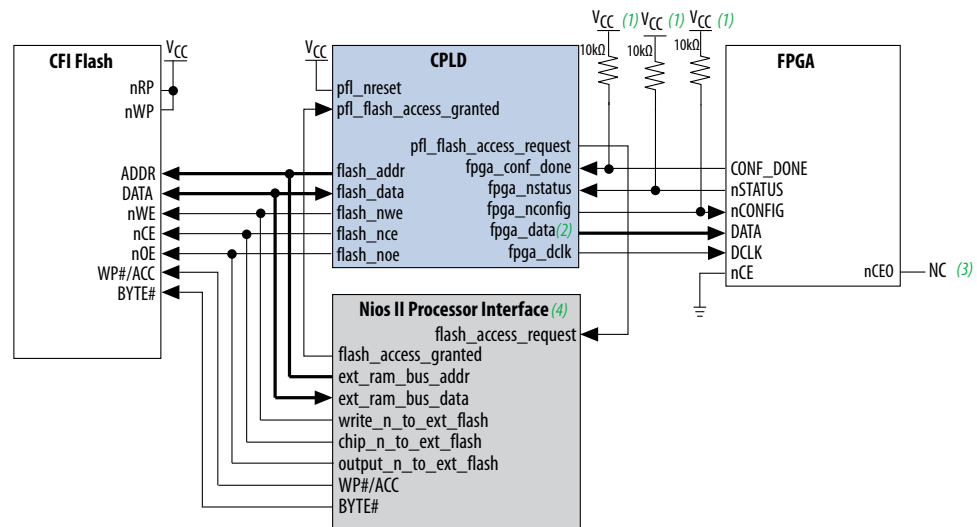 CFI Flash
VCC
nRP
nWP
ADDR
DATA
nWE
nCE
nOE
WP#/ACC
BYTE#
VCC
CPLD
pfl_nreset
pfl_flash_access_granted
pfl_flash_access_request
flash_addr
fpga_conf_done
flash_data
fpga_nstatus
flash_nwe
fpga_nconfig
flash_nce
fpga_data(2)
flash_noe
fpga_dclk
VCC (1)
VCC (1)
VCC (1)
10kΩ
10kΩ
10kΩ
FPGA
CONF_DONE
nSTATUS
nCONFIG
DATA
DCLK
nCE
nCEO
NC (3)
Nios II Processor Interface (4)
flash_access_request
flash_access_granted
ext_ram_bus_addr
ext_ram_bus_data
write_n_to_ext_flash
chip_n_to_ext_flash
output_n_to_ext_flash
WP#/ACC
BYTE#